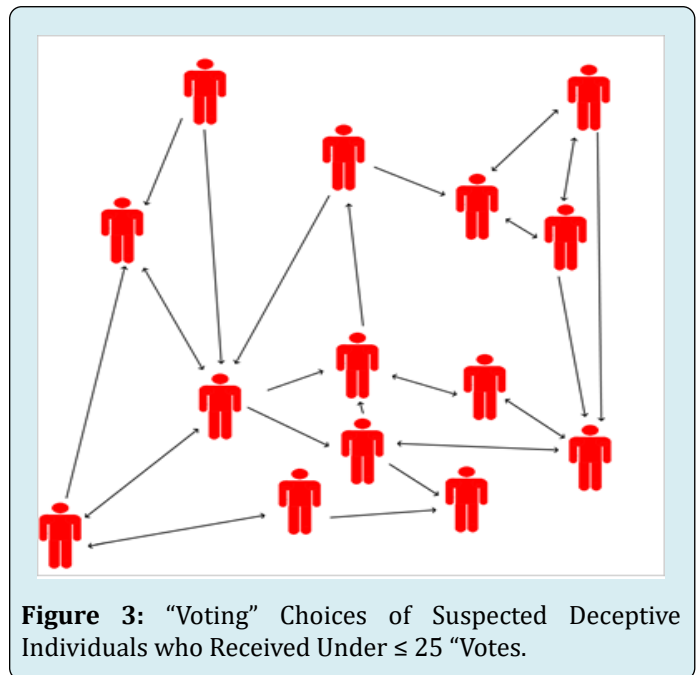 Figure 3: “Voting” Choices of Suspected Deceptive
Individuals who Received Under ≤ 25 “Votes.